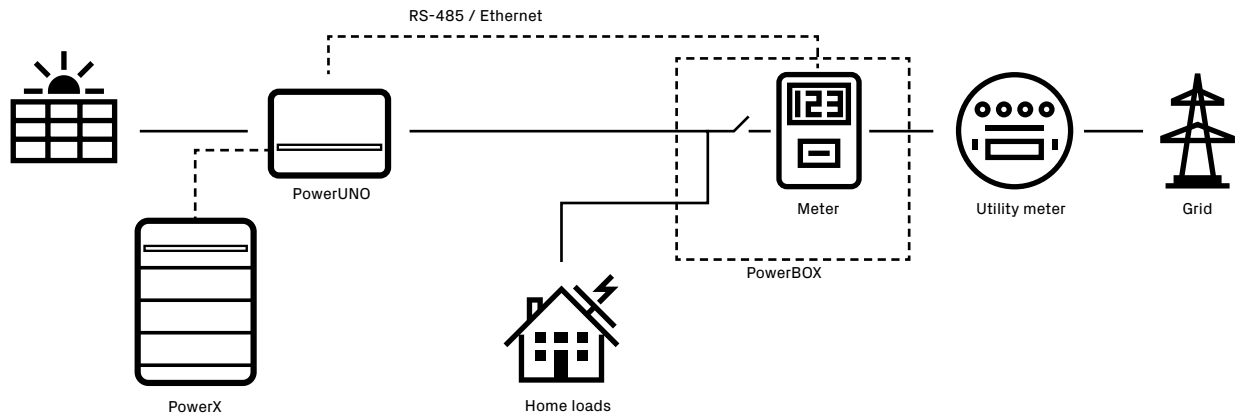 RS-485 / Ethernet
123
PowerUNO
Meter
Utility meter
Grid
PowerBOX
PowerX
Home loads